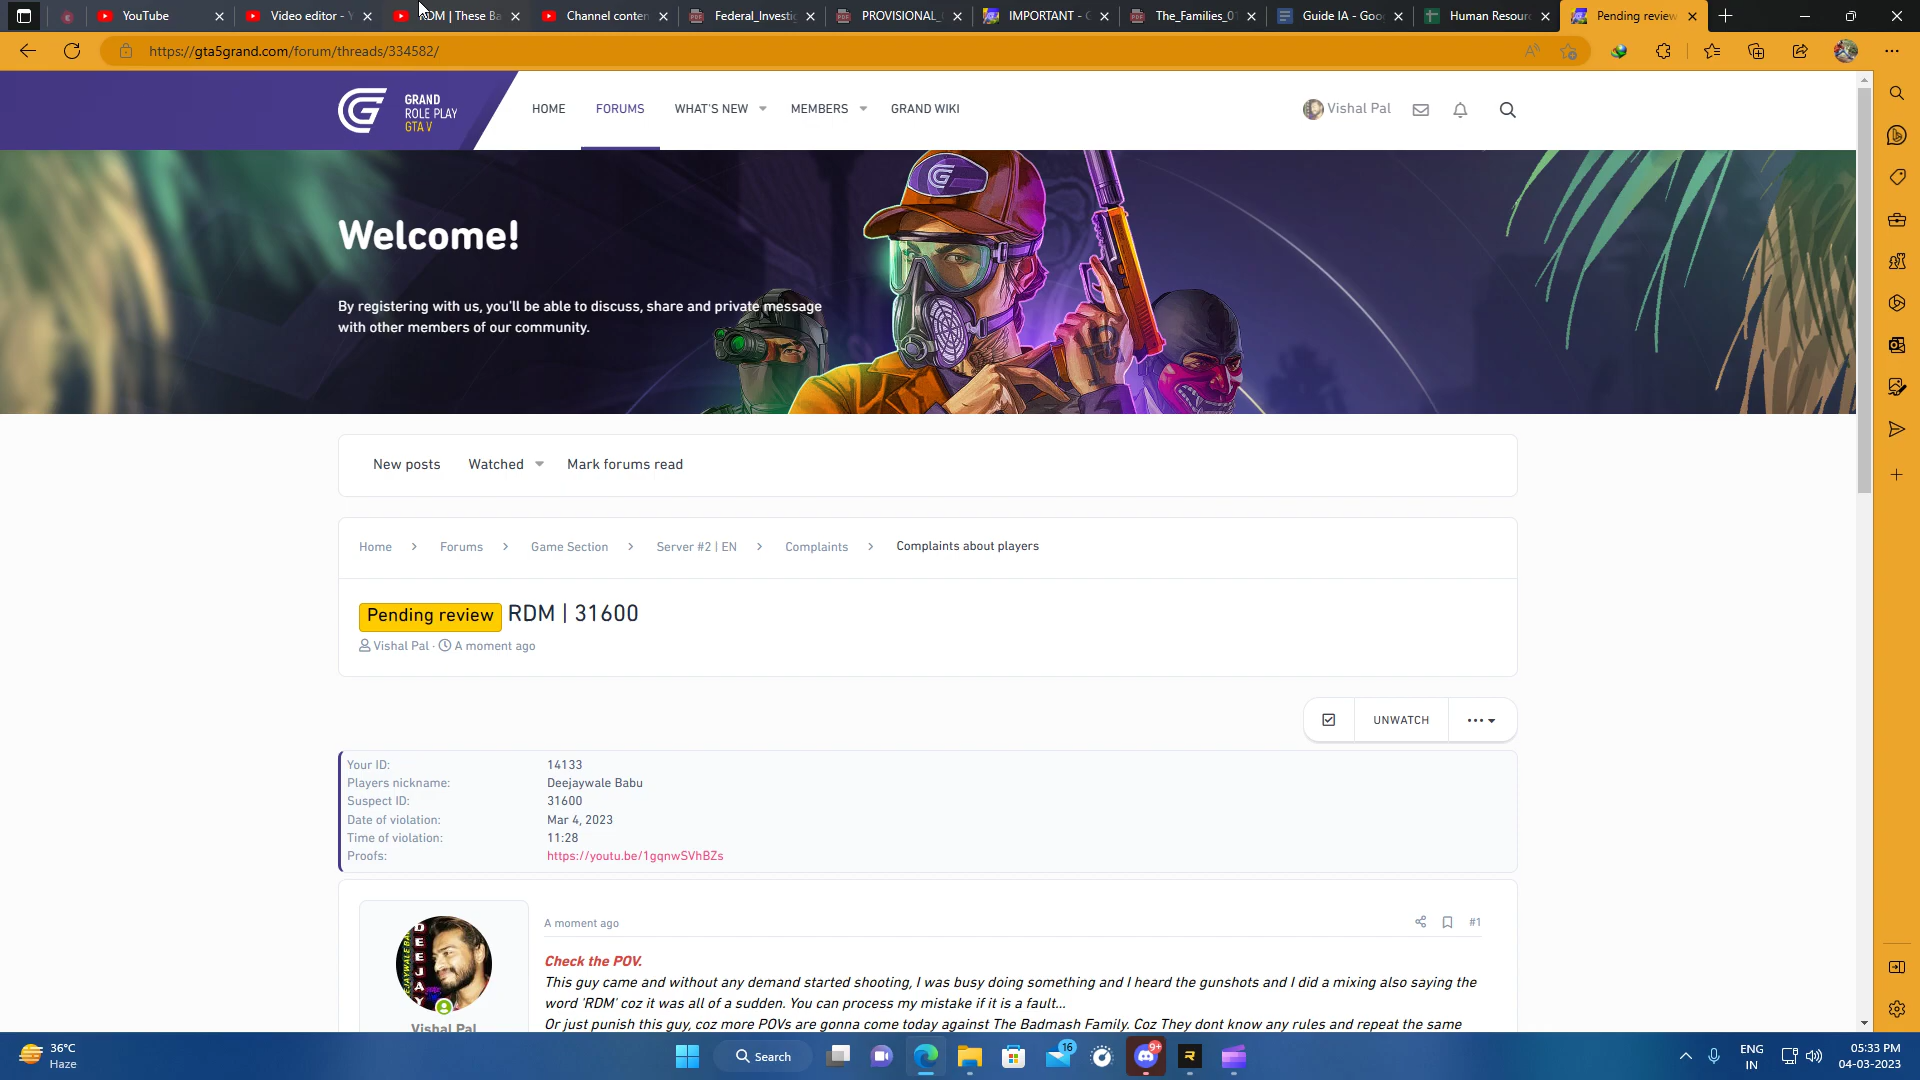 YouTube
Video editor - Y
RDM | These Ba
Channel conten
Federal_Investig
PROVISIONAL_
IMPORTANT - G
The_Families_01
Guide IA - Goo
Human Resour
Pending review
https://gta5grand.com/forum/threads/334582/
GRAND
ROLE PLAY
GTA V
HOME
FORUMS
WHAT'S NEW
MEMBERS
GRAND WIKI
Vishal Pal
Welcome!
By registering with us, you'll be able to discuss, share and private message
with other members of our community.
New posts
Watched
Mark forums read
Home
Forums
Game Section
Server #2 | EN
Complaints
Complaints about players
Pending review RDM | 31600
Vishal Pal · A moment ago
UNWATCH
Your ID: 14133
Players nickname: Deejaywale Babu
Suspect ID: 31600
Date of violation: Mar 4, 2023
Time of violation: 11:28
Proofs: https://youtu.be/1gqnwSVhBZs
A moment ago
#1
Check the POV.
This guy came and without any demand started shooting, I was busy doing something and I heard the gunshots and I did a mixing also saying the
word 'RDM' coz it was all of a sudden. You can process my mistake if it is a fault...
Or just punish this guy, coz more POVs are gonna come today against The Badmash Family. Coz They dont know any rules and repeat the same
DEEJAY
Vishal Pal
36°C
Haze
Search
16
9+
ENG
IN
05:33 PM
04-03-2023